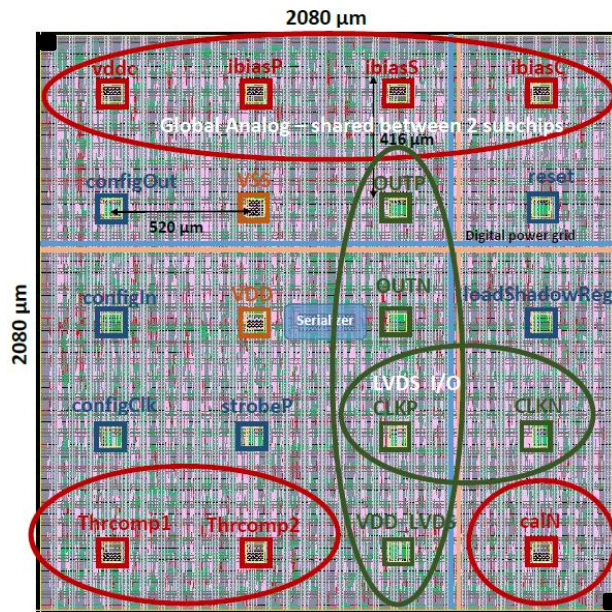 2080 µm
vddc ibiasP ibiasS ibiasC
Global Analog – shared between 2 subchips
416 µm
configOut VSS OUTP reset
520 µm
Digital power grid
2080 µm
configIn VDD OUTN loadShadowReg
Serializer
LVDS I/O
configClk strobeP CLKP CLKN
Thrcomp1 Thrcomp2 VDD_LVDS calN